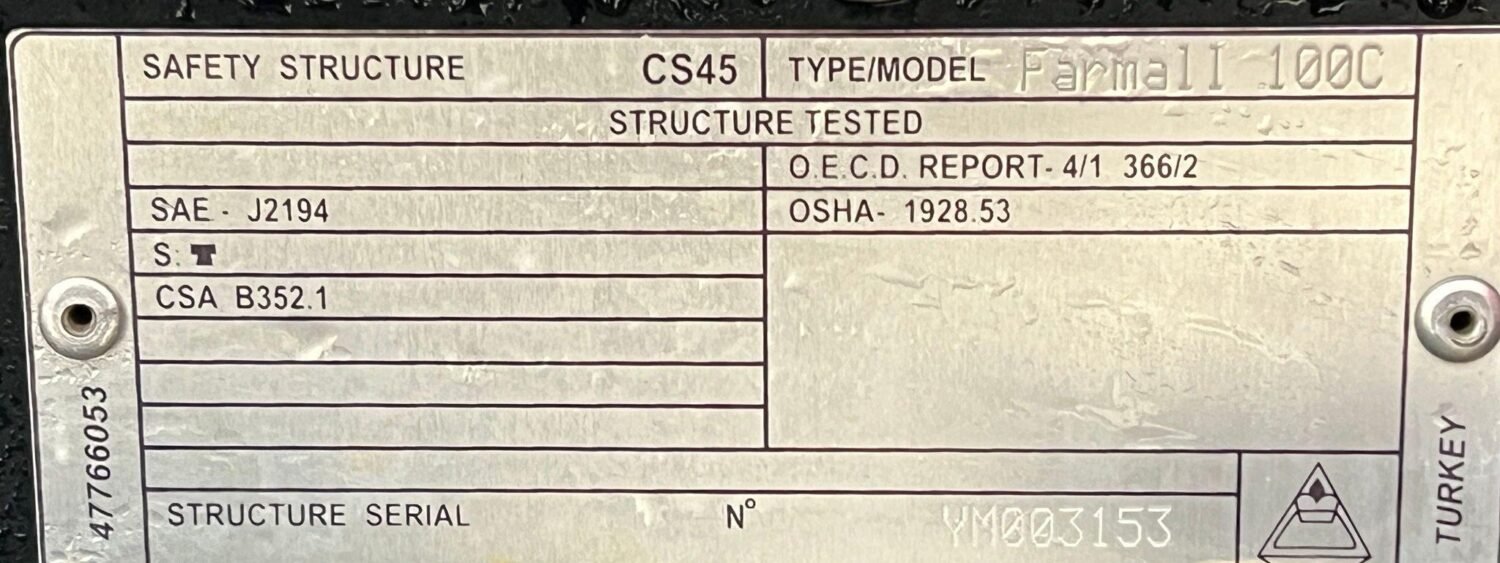 SAFETY STRUCTURE CS45 TYPE/MODEL Farmall 100C
STRUCTURE TESTED
O.E.C.D. REPORT- 4/1 366/2
SAE - J2194 OSHA- 1928.53
S: T
CSA B352.1
STRUCTURE SERIAL Nº YM003153
47766053
TURKEY